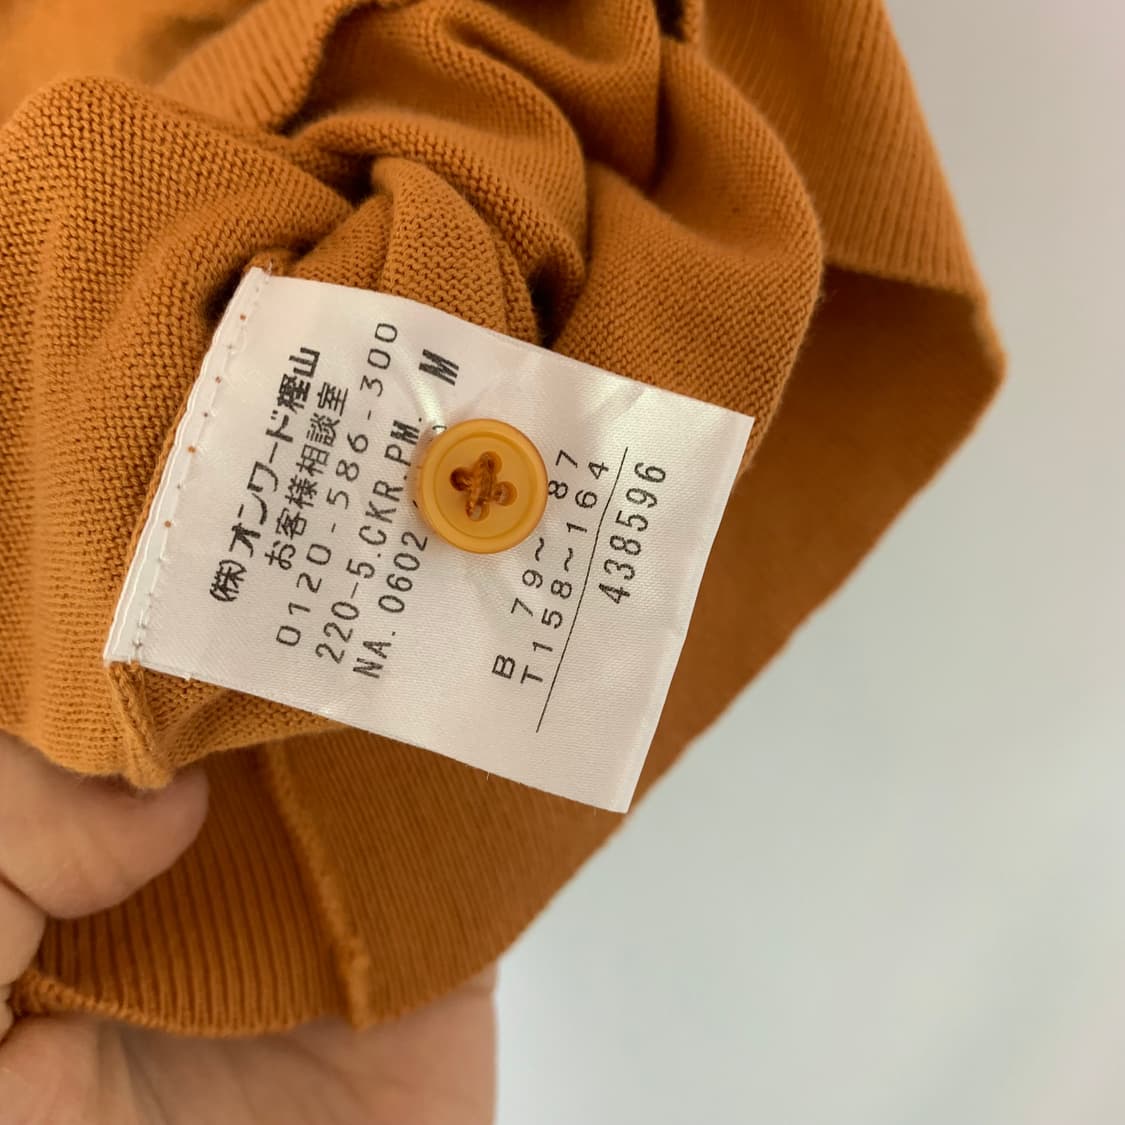 (株)オンワード樫山
お客様相談室
0120-586-300
220-5.CKR.PM.
NA. 0602
M
B 79~87
T158~164
438596